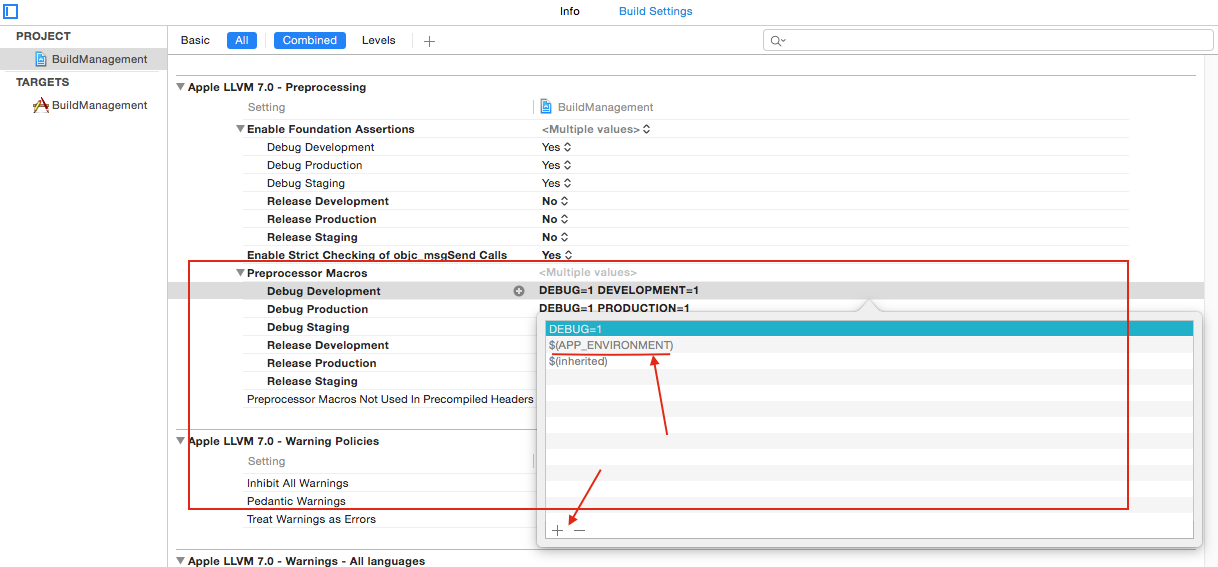 Info Build Settings
PROJECT
BuildManagement
TARGETS
BuildManagement
Basic All Combined Levels
Apple LLVM 7.0 - Preprocessing
Setting BuildManagement
Enable Foundation Assertions <Multiple values>
Debug Development Yes
Debug Production Yes
Debug Staging Yes
Release Development No
Release Production No
Release Staging No
Enable Strict Checking of objc_msgSend Calls Yes
Preprocessor Macros <Multiple values>
Debug Development DEBUG=1 DEVELOPMENT=1
Debug Production DEBUG=1 PRODUCTION=1
Debug Staging
Release Development
Release Production
Release Staging
Preprocessor Macros Not Used In Precompiled Headers
DEBUG=1
$(APP_ENVIRONMENT)
$(inherited)
Apple LLVM 7.0 - Warning Policies
Setting
Inhibit All Warnings
Pedantic Warnings
Treat Warnings as Errors
Apple LLVM 7.0 - Warnings - All languages